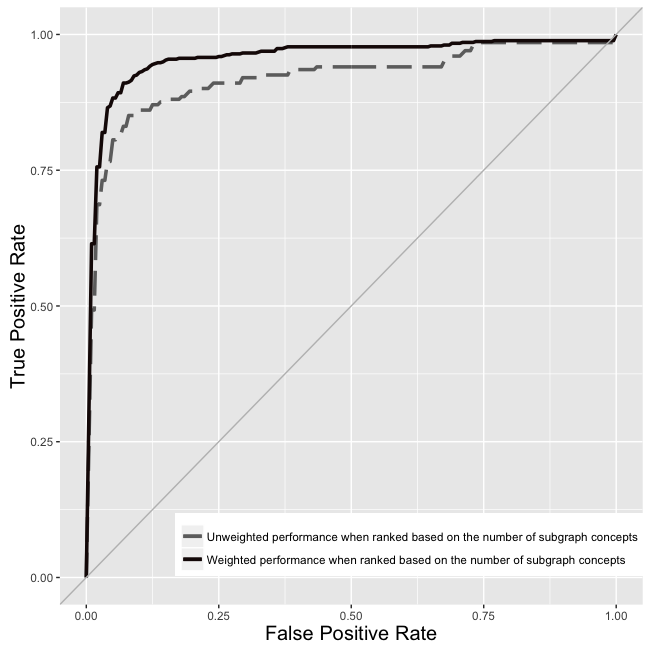 1.00
0.75
0.50
0.25
0.00
True Positive Rate
Unweighted performance when ranked based on the number of subgraph concepts
Weighted performance when ranked based on the number of subgraph concepts
0.00 0.25 0.50 0.75 1.00
False Positive Rate